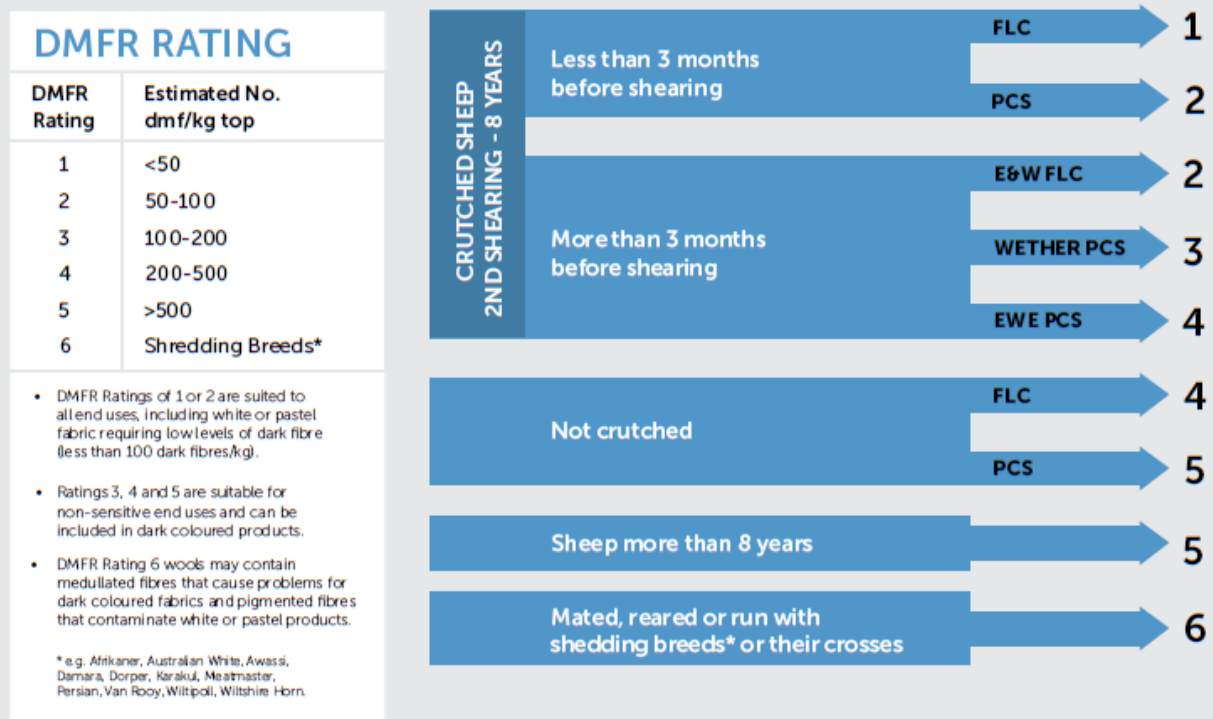 DMFR RATING
DMFR
Rating
Estimated No.
dmf/kg top
1 <50
2 50-100
3 100-200
4 200-500
5 >500
6 Shredding Breeds*
• DMFR Ratings of 1 or 2 are suited to
all end uses, including white or pastel
fabric requiring low levels of dark fibre
(less than 100 dark fibres/kg).
• Ratings 3, 4 and 5 are suitable for
non-sensitive end uses and can be
included in dark coloured products.
• DMFR Rating 6 wools may contain
medullated fibres that cause problems for
dark coloured fabrics and pigmented fibres
that contaminate white or pastel products.
* e.g. Afrikaner, Australian White, Awassi,
Damara, Dorper, Karakul, Meatmaster,
Persian, Van Rooy, Wiltipoll, Wiltshire Horn.
CRUTCHED SHEEP
2ND SHEARING - 8 YEARS
Less than 3 months
before shearing
FLC 1
PCS 2
More than 3 months
before shearing
E&W FLC 2
WETHER PCS 3
EWE PCS 4
Not crutched
FLC 4
PCS 5
Sheep more than 8 years 5
Mated, reared or run with
shedding breeds* or their crosses 6